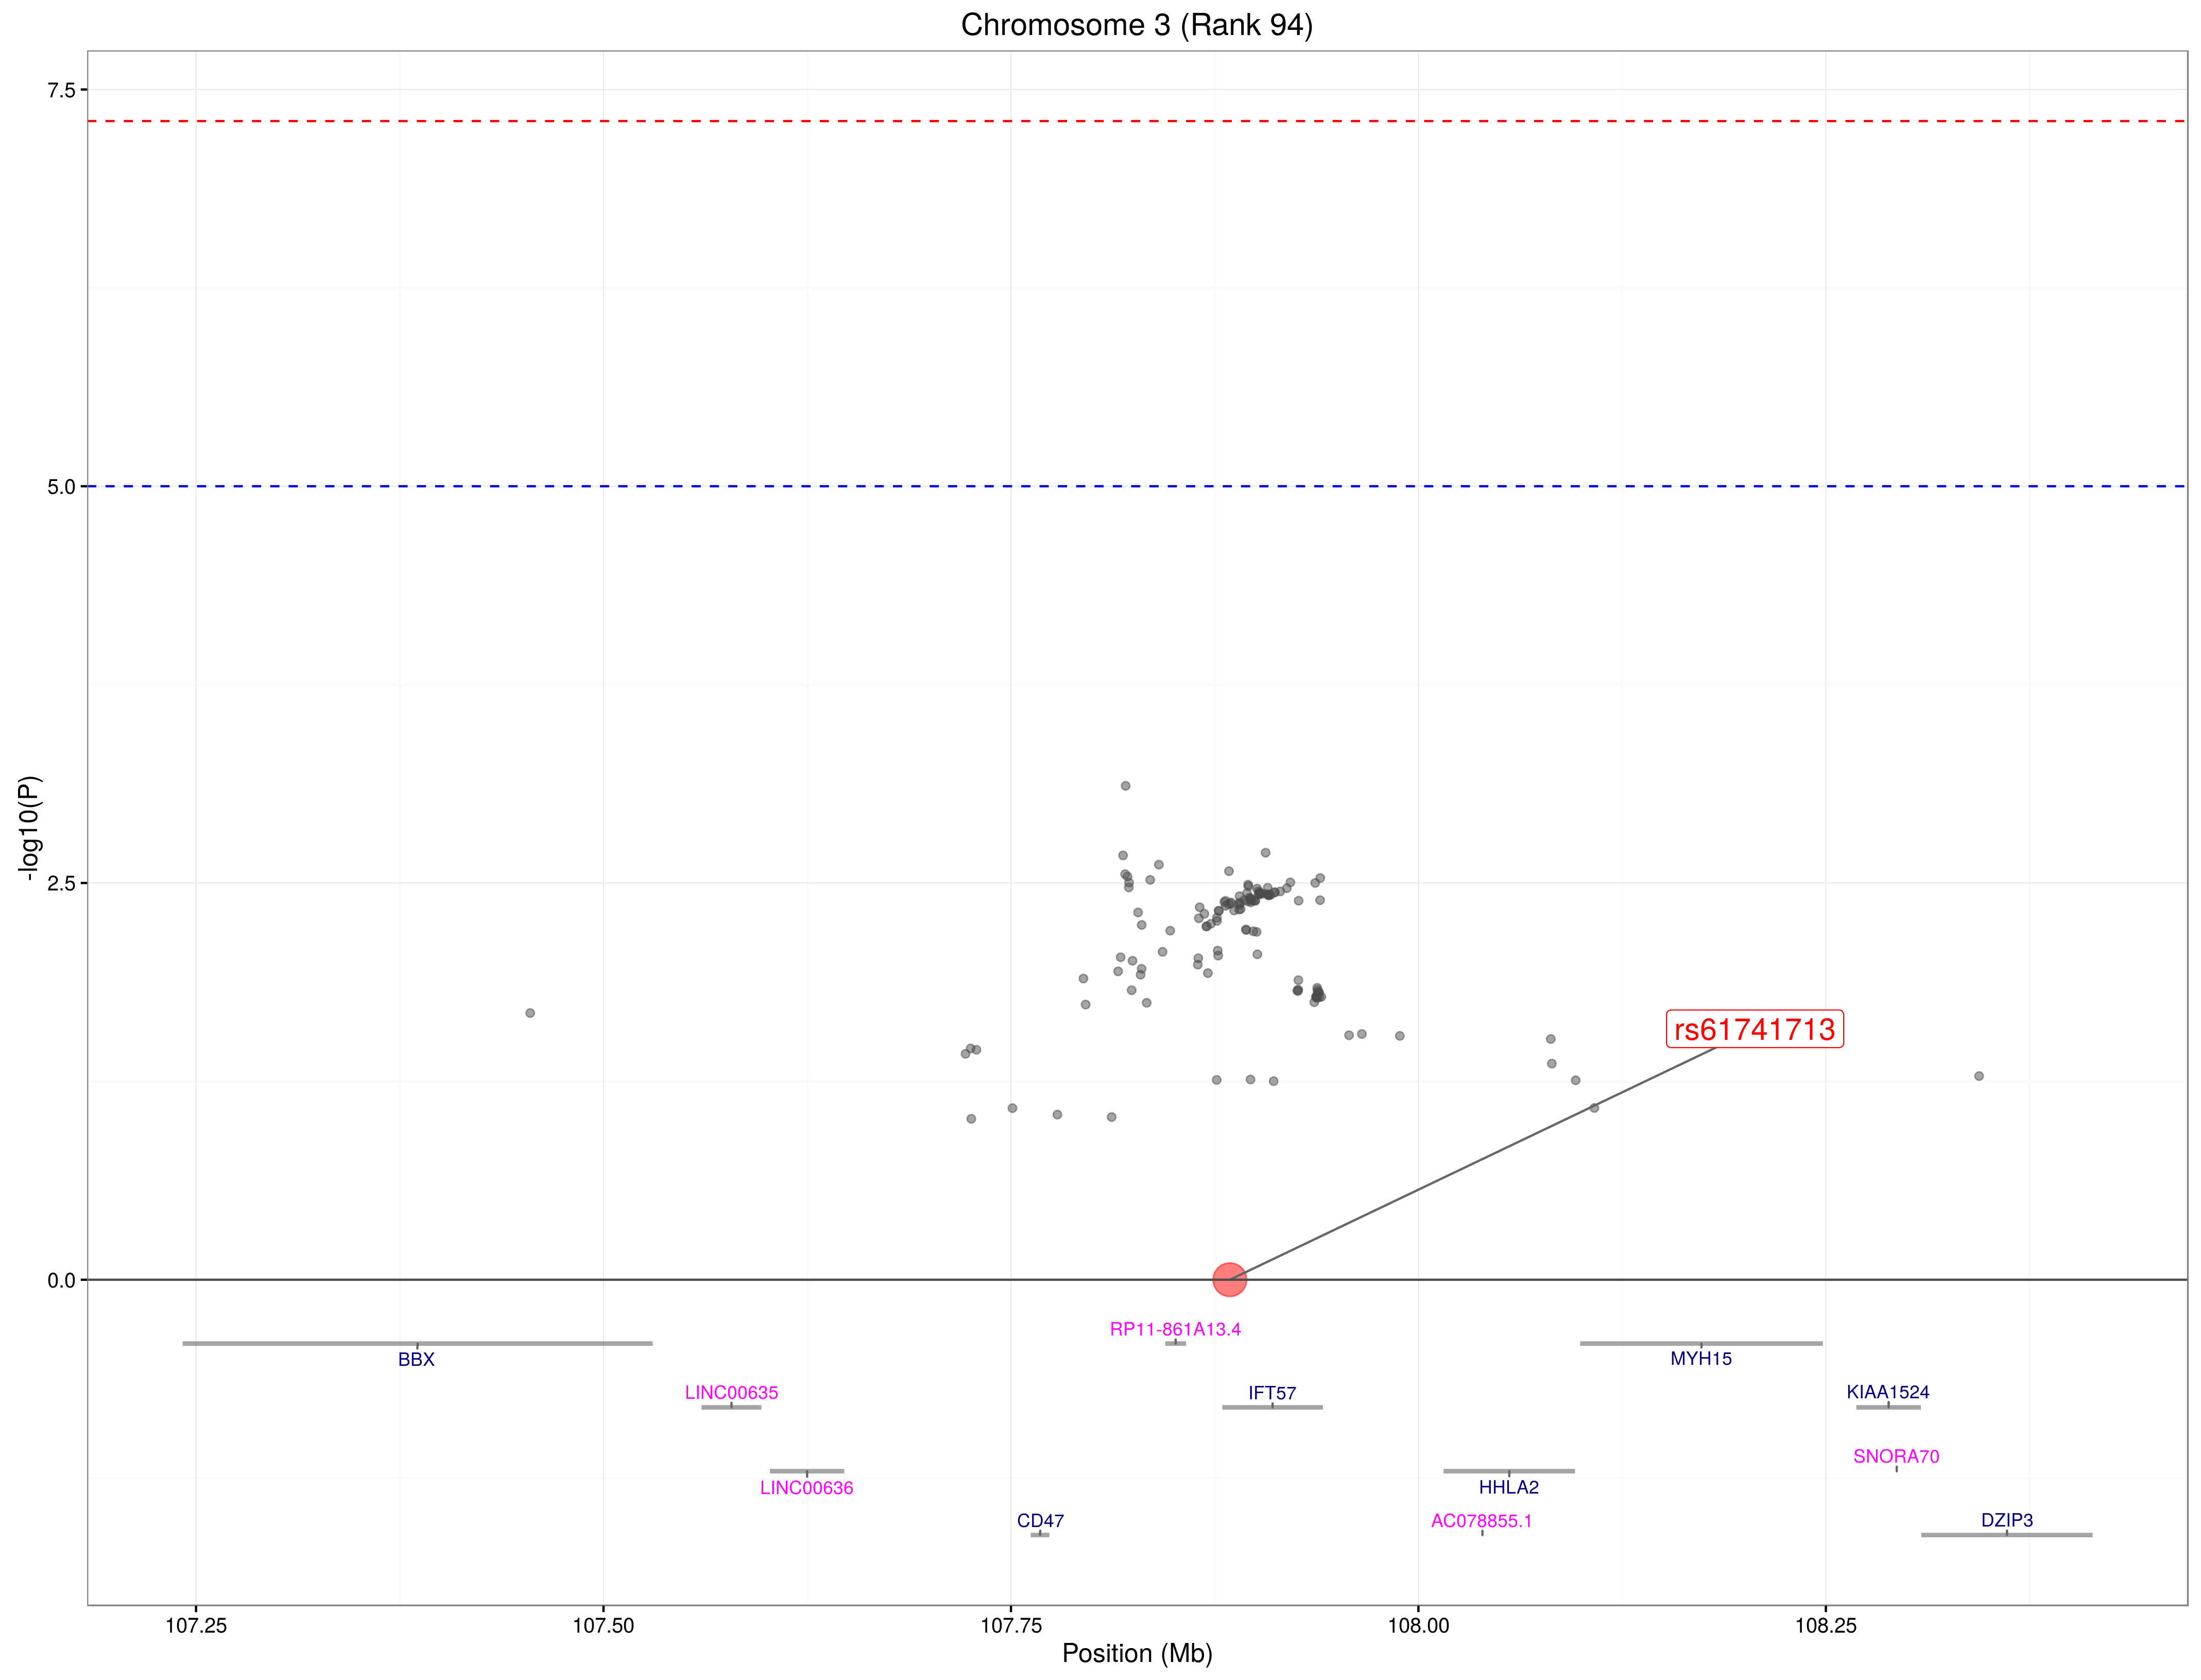 Chromosome 3 (Rank 94)
7.5
5.0
2.5
0.0
-log10(P)
rs61741713
RP11-861A13.4
BBX
MYH15
LINC00635
IFT57
KIAA1524
LINC00636
HHLA2
SNORA70
CD47
AC078855.1
DZIP3
107.25
107.50
107.75
108.00
108.25
Position (Mb)